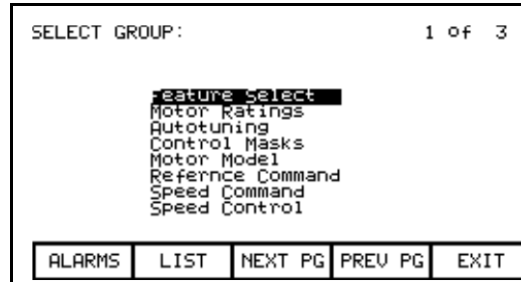 SELECT GROUP: 1 Of 3
Feature Select
Motor Ratings
Autotuning
Control Masks
Motor Model
Refernce Command
Speed Command
Speed Control
ALARMS LIST NEXT PG PREV PG EXIT